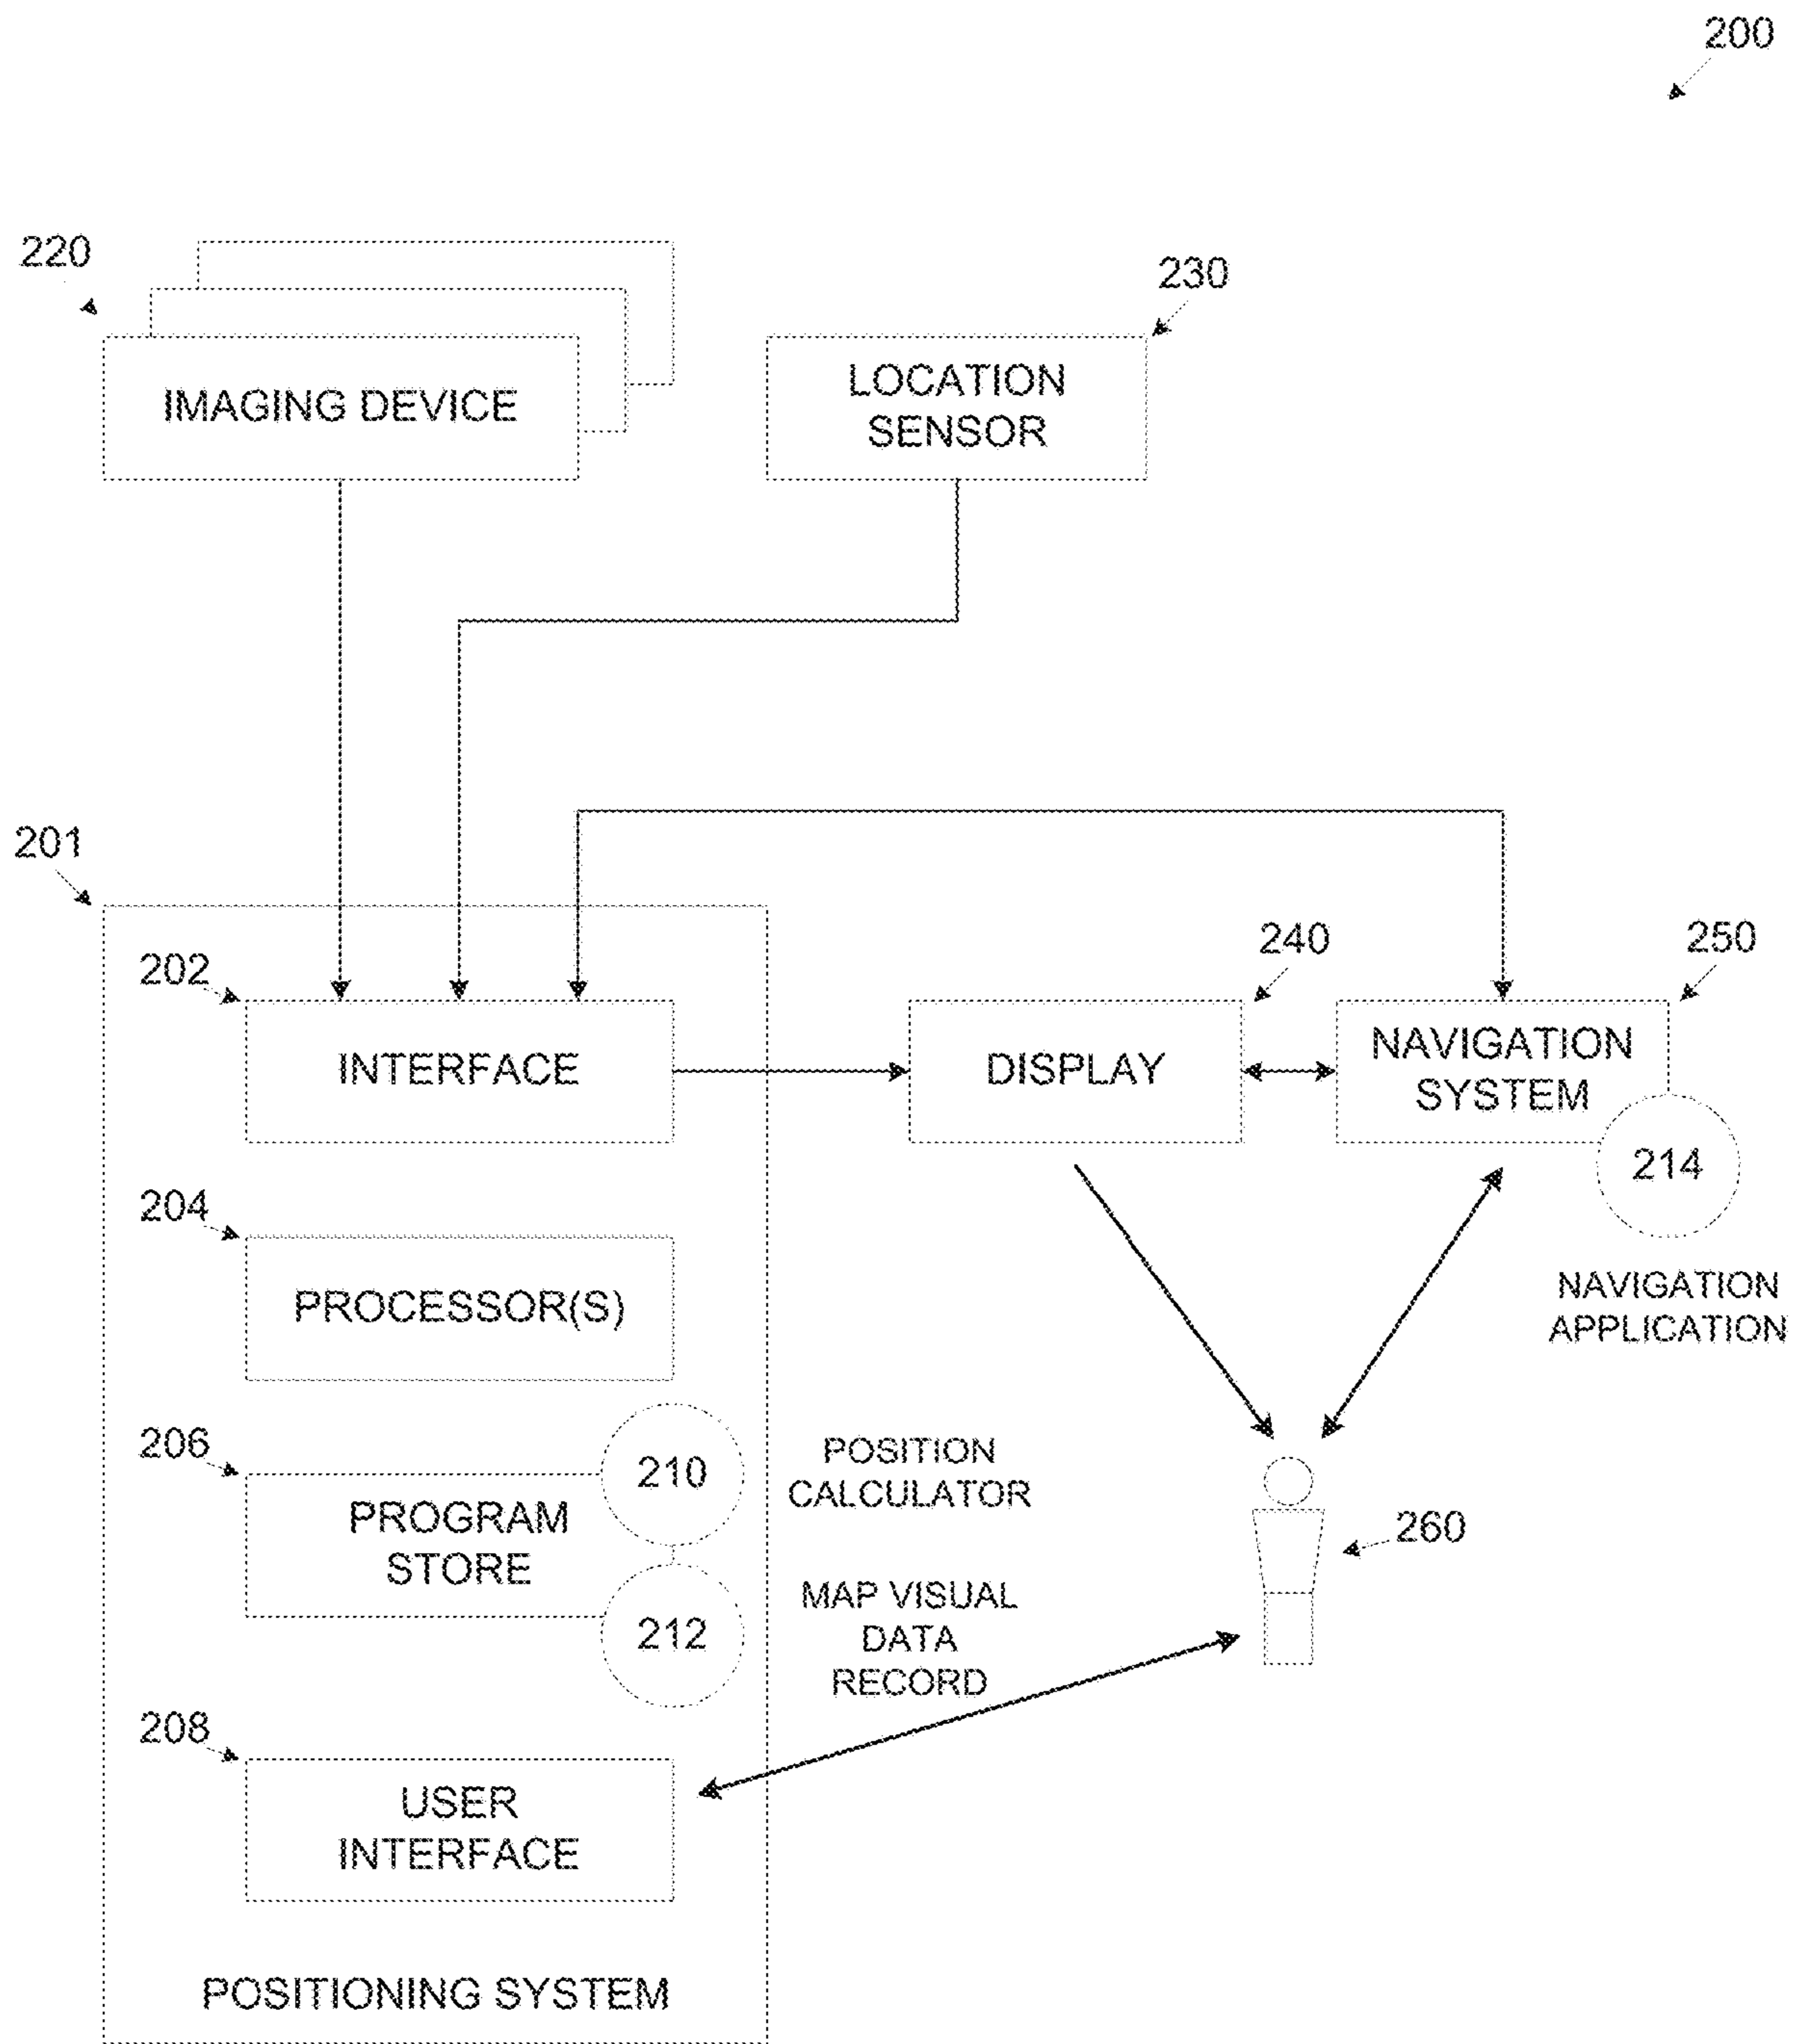 200
220
230
IMAGING DEVICE
LOCATION
SENSOR
201
202
240
250
INTERFACE
DISPLAY
NAVIGATION
SYSTEM
214
204
PROCESSOR(S)
NAVIGATION
APPLICATION
206
210
PROGRAM
STORE
POSITION
CALCULATOR
260
212
MAP VISUAL
DATA
RECORD
208
USER
INTERFACE
POSITIONING SYSTEM